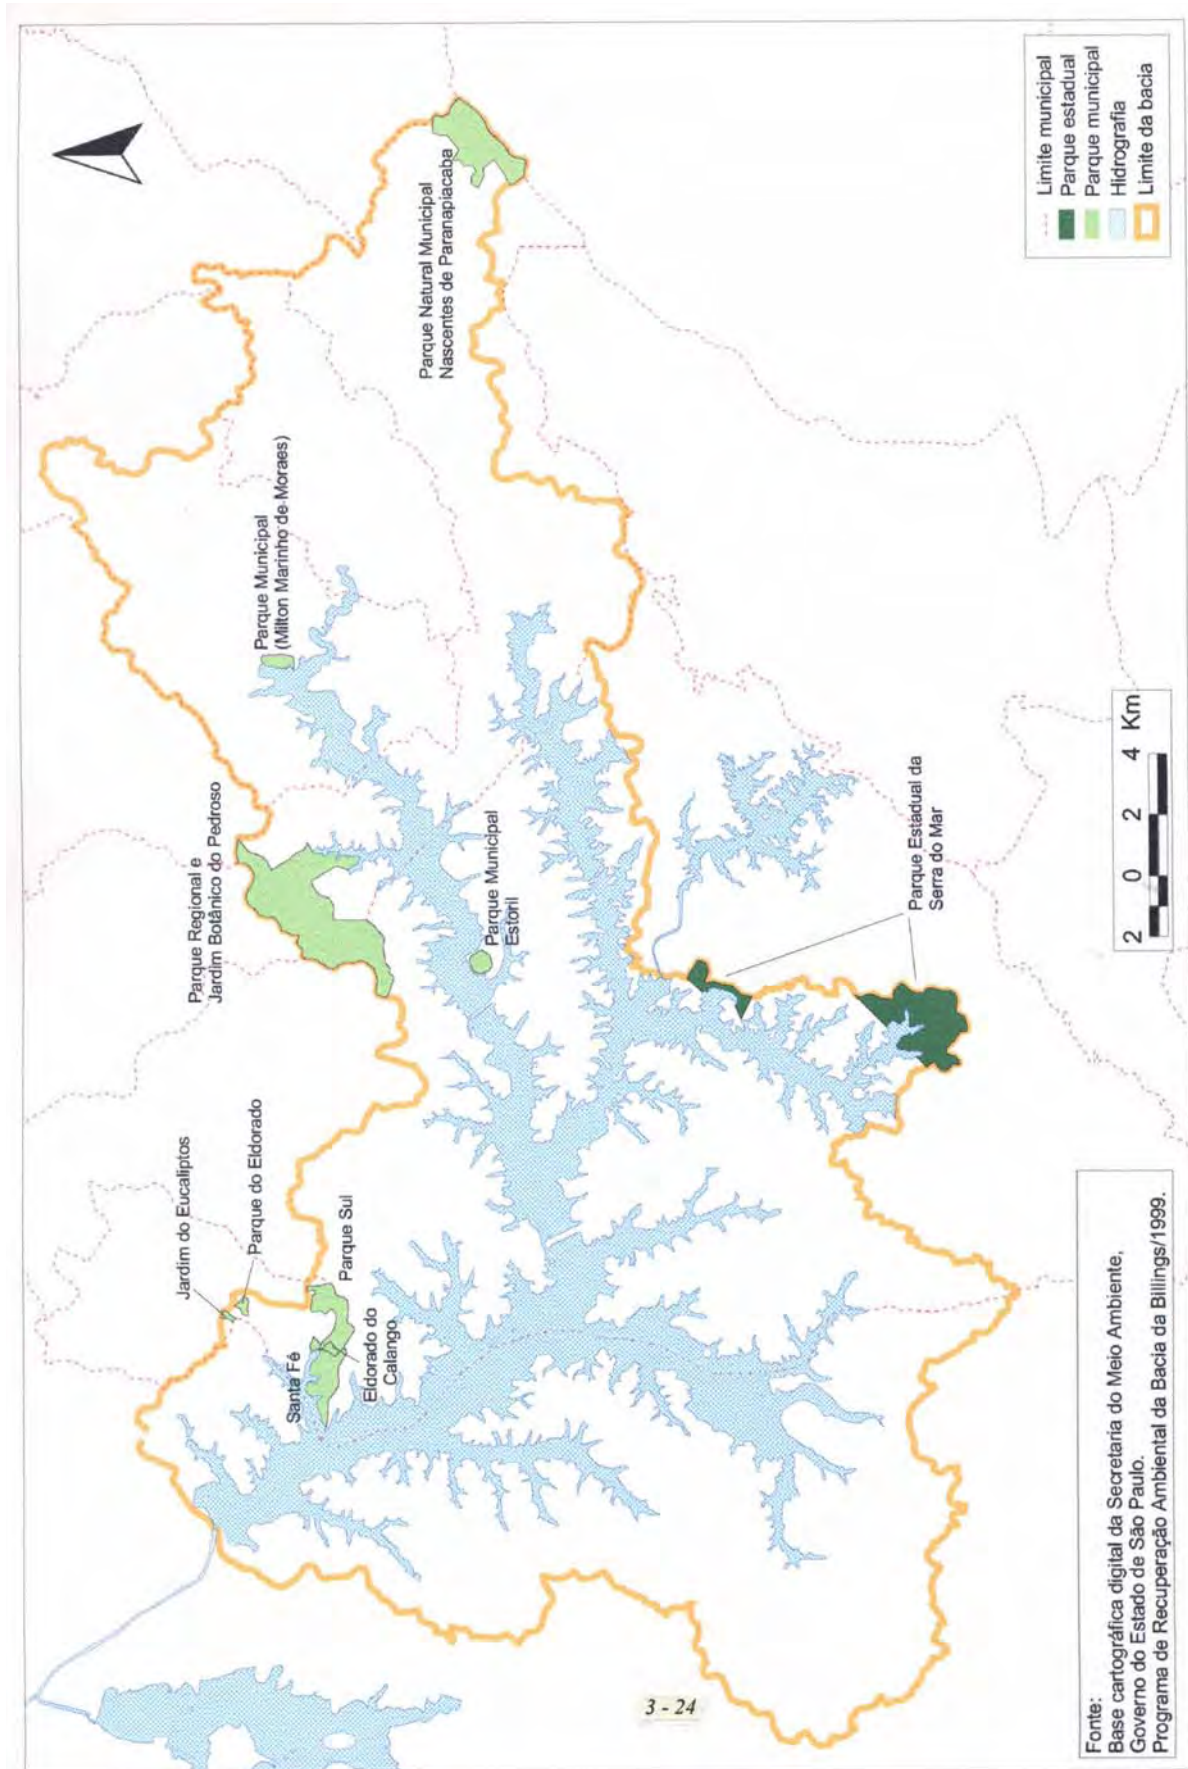 Jardim do Eucaliptos
Parque do Eldorado
Santa Fé
Parque Sul
Eldorado do
Calango
Parque Regional e
Jardim Botânico do Pedroso
Parque Municipal
(Milton Marinho de Moraes)
Parque Municipal
Estoril
Parque Natural Municipal
Nascentes de Paranapiacaba
Parque Estadual da
Serra do Mar
Limite municipal
Parque estadual
Parque municipal
Hidrografia
Limite da bacia
2 0 2 4 Km
Fonte:
Base cartográfica digital da Secretaria do Meio Ambiente,
Governo do Estado de São Paulo.
Programa de Recuperação Ambiental da Bacia da Billings/1999.
3 - 24